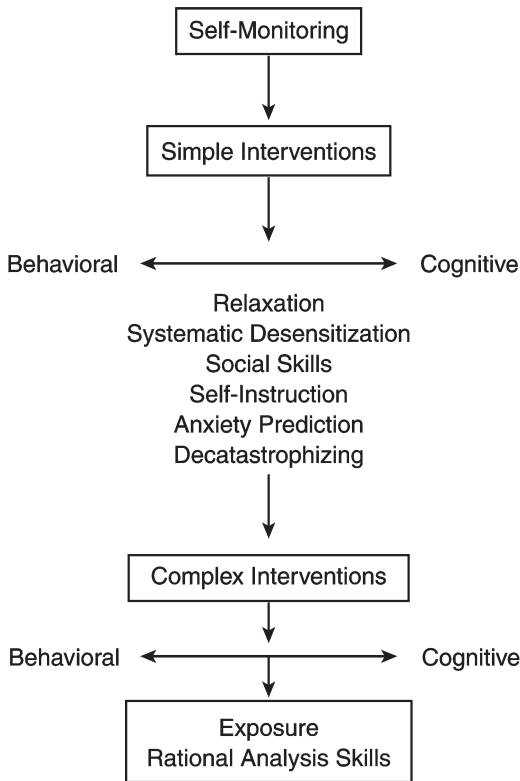 Self-Monitoring
Simple Interventions
Behavioral
Cognitive
Relaxation
Systematic Desensitization
Social Skills
Self-Instruction
Anxiety Prediction
Decatastrophizing
Complex Interventions
Behavioral
Cognitive
Exposure
Rational Analysis Skills